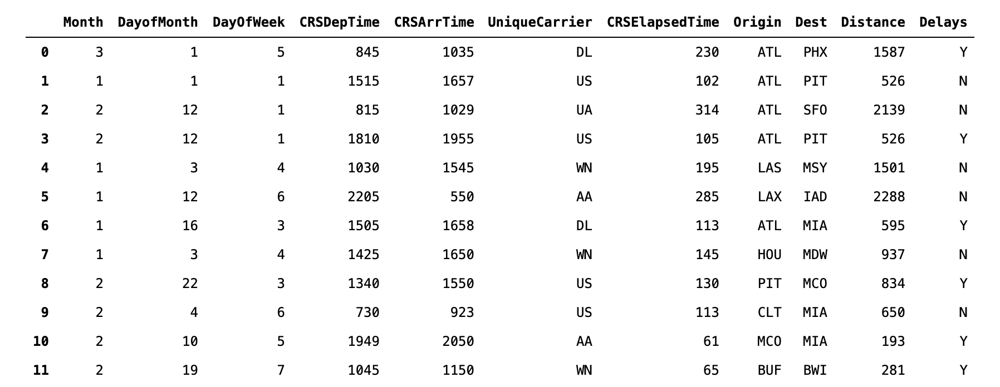 Month DayofMonth DayOfWeek CRSDepTime CRSArrTime UniqueCarrier CRSElapsedTime Origin Dest Distance Delays
0 3 1 5 845 1035 DL 230 ATL PHX 1587 Y
1 1 1 1 1515 1657 US 102 ATL PIT 526 N
2 2 12 1 815 1029 UA 314 ATL SFO 2139 N
3 2 12 1 1810 1955 US 105 ATL PIT 526 Y
4 1 3 4 1030 1545 WN 195 LAS MSY 1501 N
5 1 12 6 2205 550 AA 285 LAX IAD 2288 N
6 1 16 3 1505 1658 DL 113 ATL MIA 595 Y
7 1 3 4 1425 1650 WN 145 HOU MDW 937 N
8 2 22 3 1340 1550 US 130 PIT MCO 834 Y
9 2 4 6 730 923 US 113 CLT MIA 650 N
10 2 10 5 1949 2050 AA 61 MCO MIA 193 Y
11 2 19 7 1045 1150 WN 65 BUF BWI 281 Y